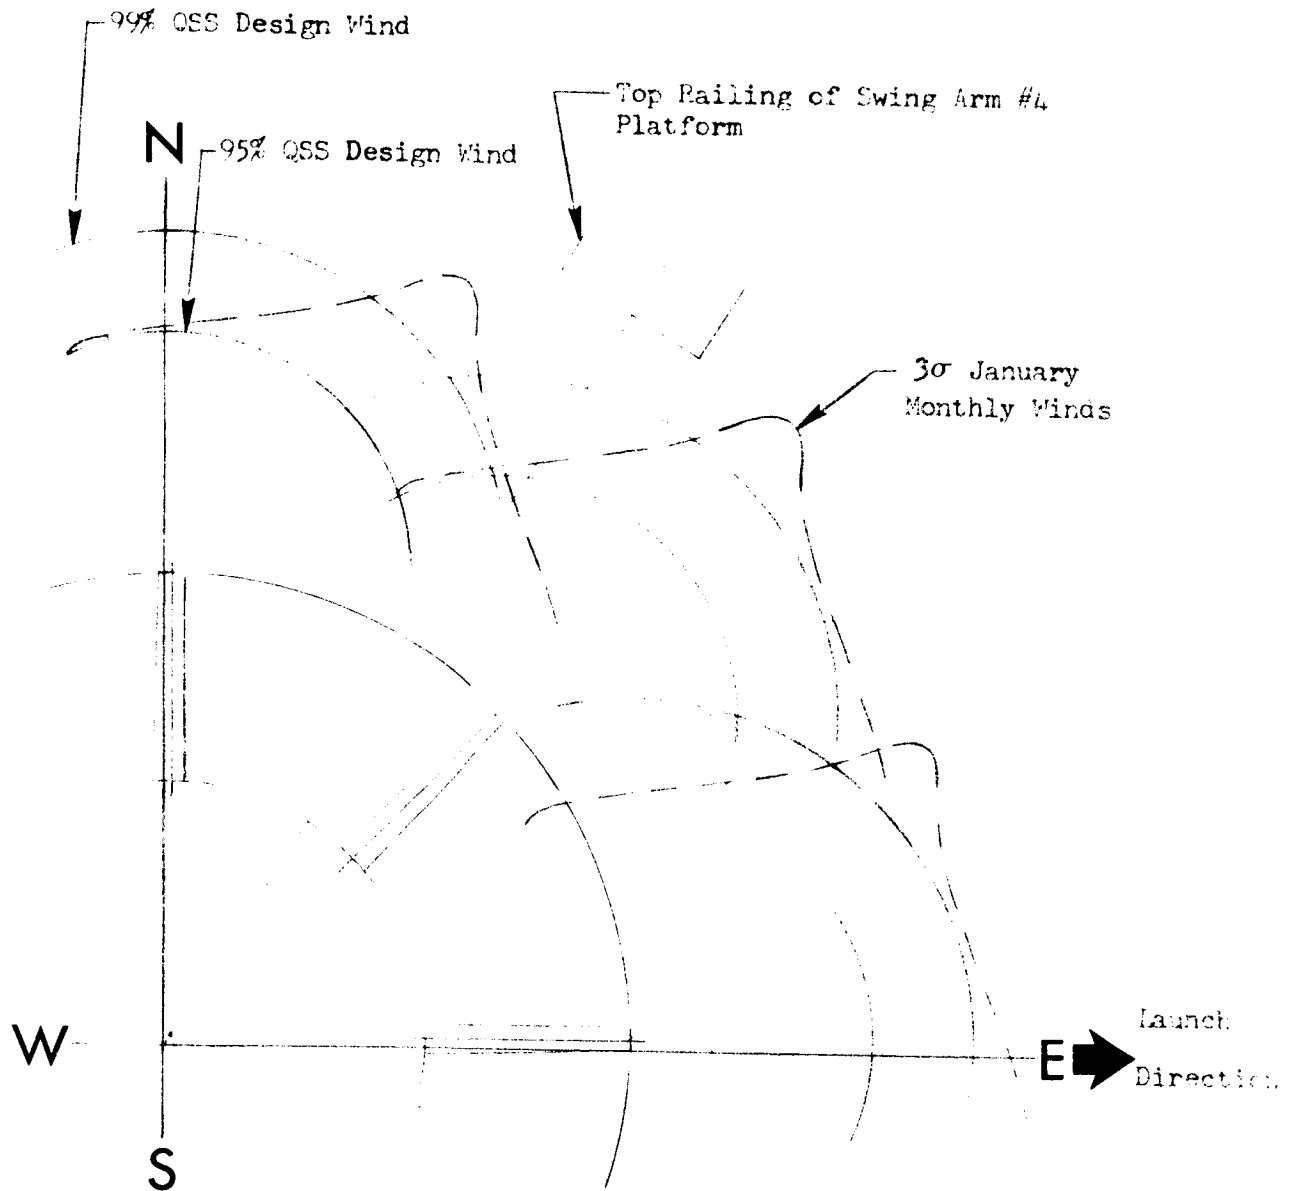 99% QSS Design Wind
Top Railing of Swing Arm #4
Platform
N
95% QSS Design Wind
3σ January
Monthly Winds
W
E
Launch
Direction
S